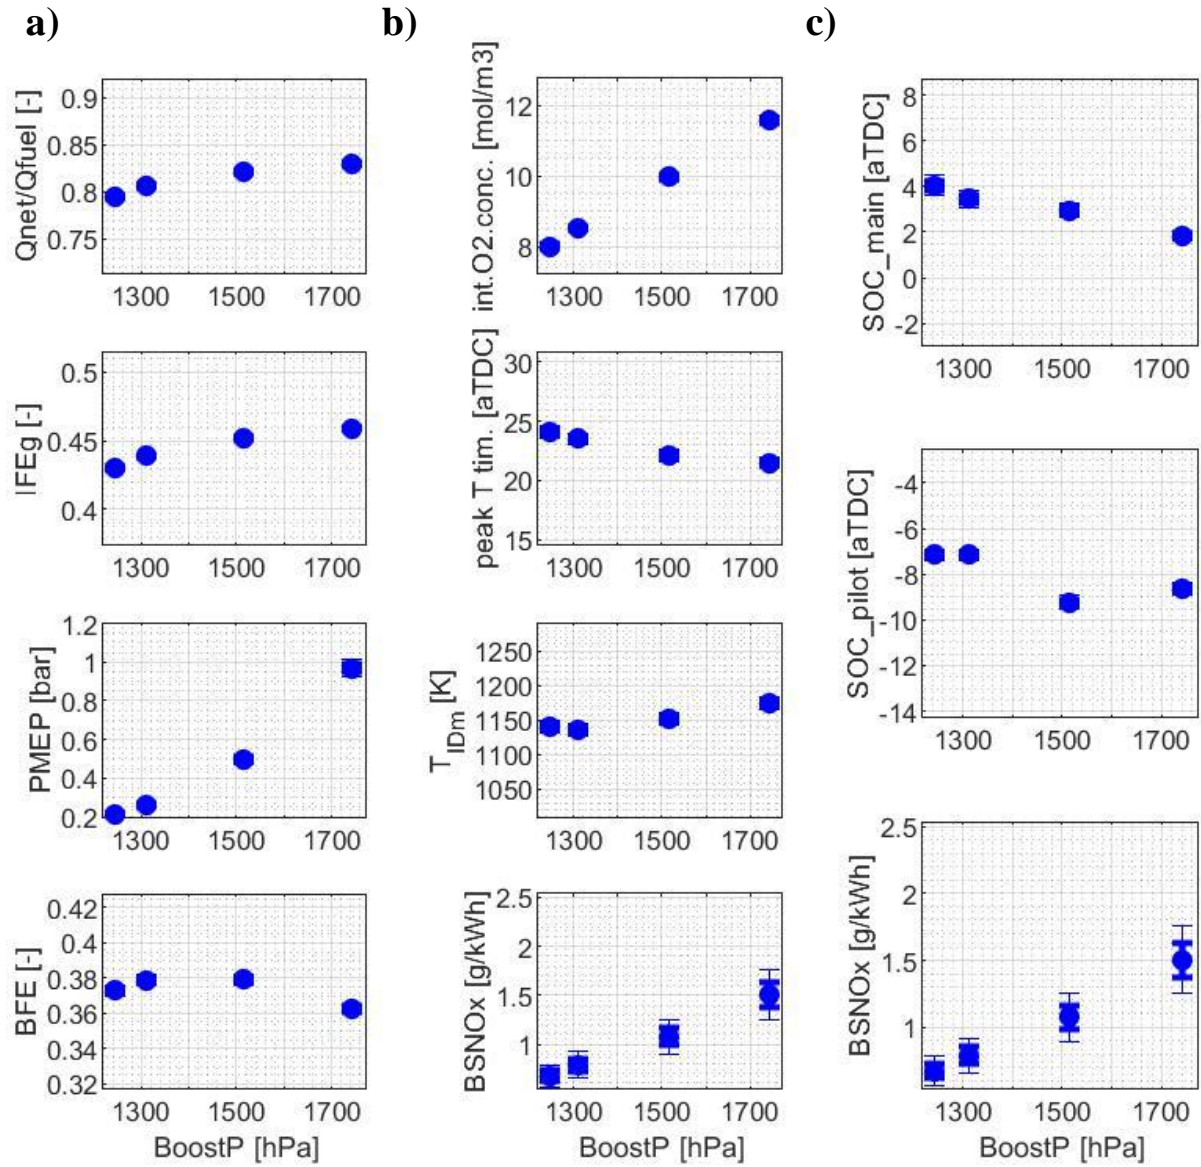 a)
b)
c)
Qnet/Qfuel [-]
0.9
0.85
0.8
0.75
1300 1500 1700
IFEg [-]
0.5
0.45
0.4
1300 1500 1700
PMEP [bar]
1.2
1
0.8
0.6
0.4
0.2
1300 1500 1700
BFE [-]
0.42
0.4
0.38
0.36
0.34
0.32
1300 1500 1700
BoostP [hPa]
int.O2.conc. [mol/m3]
12
10
8
1300 1500 1700
peak T tim. [aTDC]
30
25
20
15
1300 1500 1700
T_IDm [K]
1250
1200
1150
1100
1050
1300 1500 1700
BSNOx [g/kWh]
2.5
2
1.5
1
1300 1500 1700
BoostP [hPa]
SOC_main [aTDC]
8
6
4
2
0
-2
1300 1500 1700
SOC_pilot [aTDC]
-4
-6
-8
-10
-12
-14
1300 1500 1700
BSNOx [g/kWh]
2.5
2
1.5
1
1300 1500 1700
BoostP [hPa]